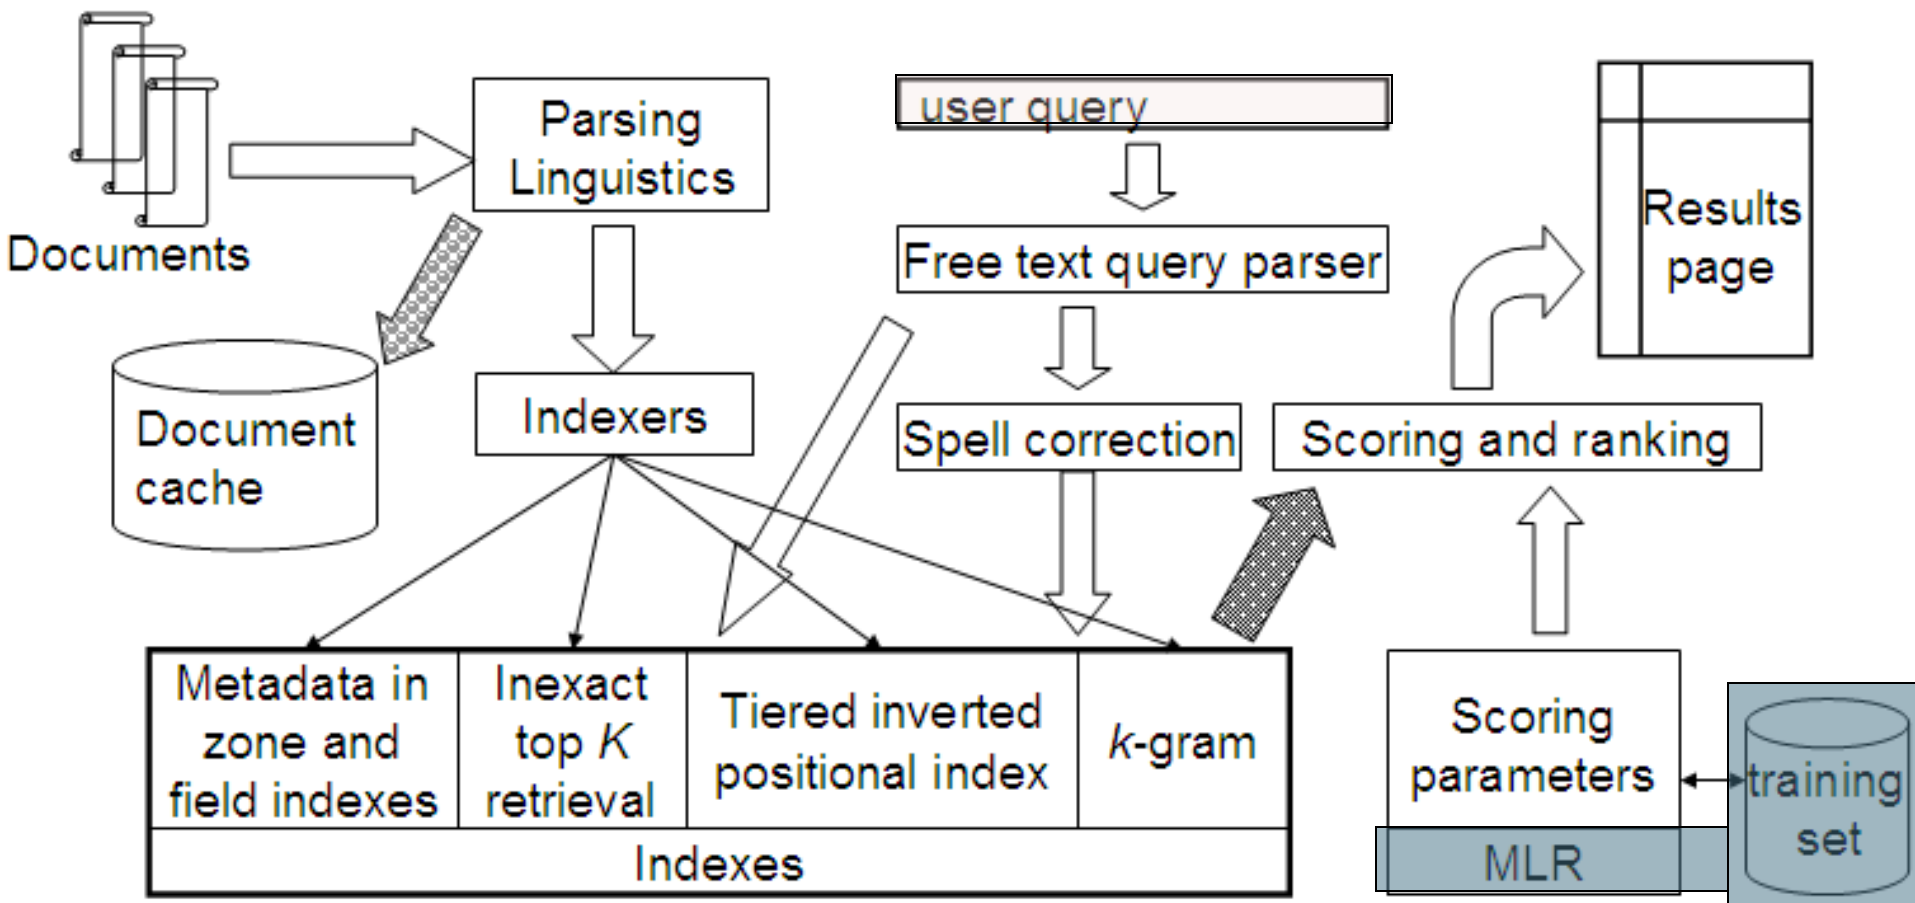 Documents
Parsing
Linguistics
user query
Free text query parser
Results
page
Document
cache
Indexers
Spell correction
Scoring and ranking
Metadata in
zone and
field indexes
Inexact
top K
retrieval
Tiered inverted
positional index
k-gram
Indexes
Scoring
parameters
MLR
training
set